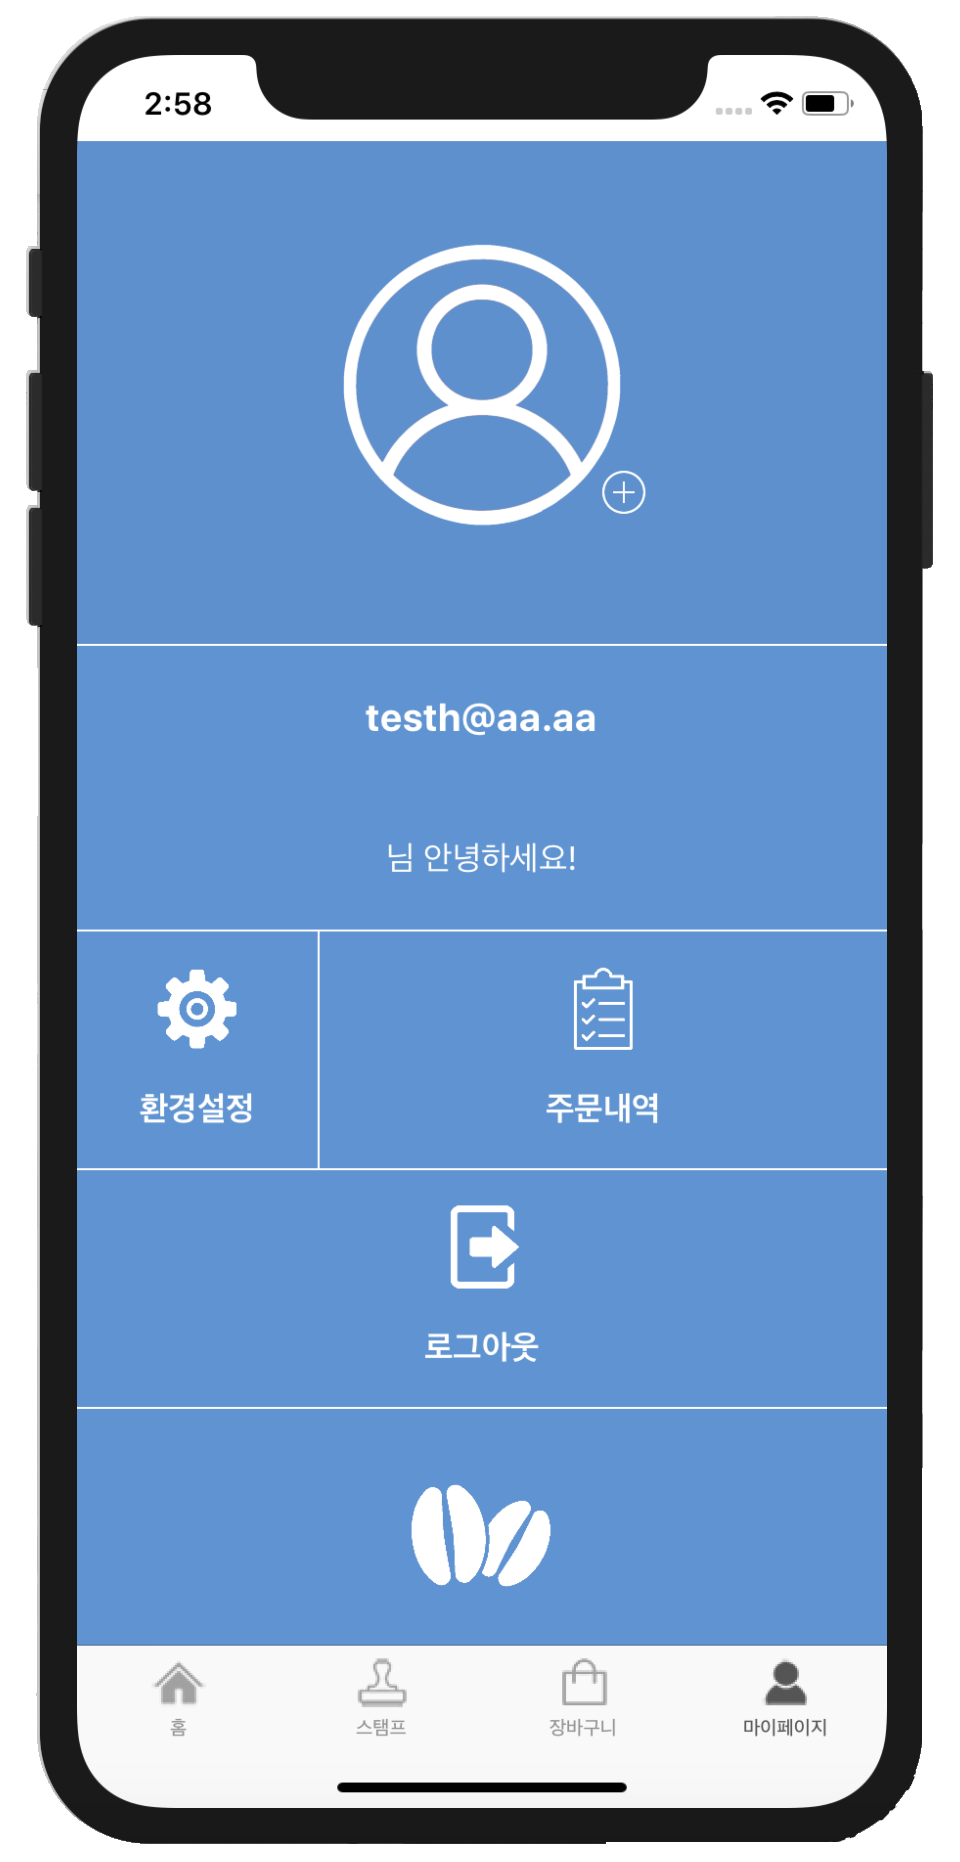 2:58
testh@aa.aa
님 안녕하세요!
환경설정
주문내역
로그아웃
홈
스탬프
장바구니
마이페이지